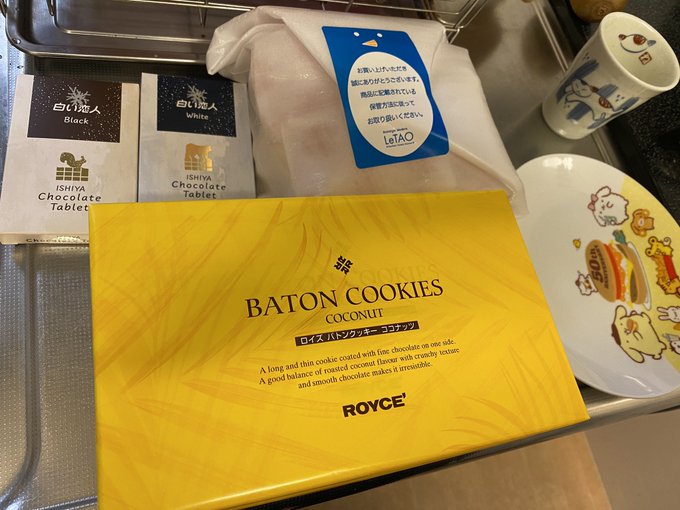 白い恋人
Black
ISHIYA
Chocolate
Tablet
白い恋人
White
ISHIYA
Chocolate
Tablet
お買い上げいただき
誠にありがとうございます。
商品に記載されている
保管方法に従って
お取り扱いください。
LeTAO
BATON COOKIES
COCONUT
ロイズ バトンクッキー ココナッツ
A long and thin cookie coated with fine chocolate on one side.
A good balance of roasted coconut flavour with crunchy texture
and smooth chocolate makes it irresistible.
ROYCE'
50th